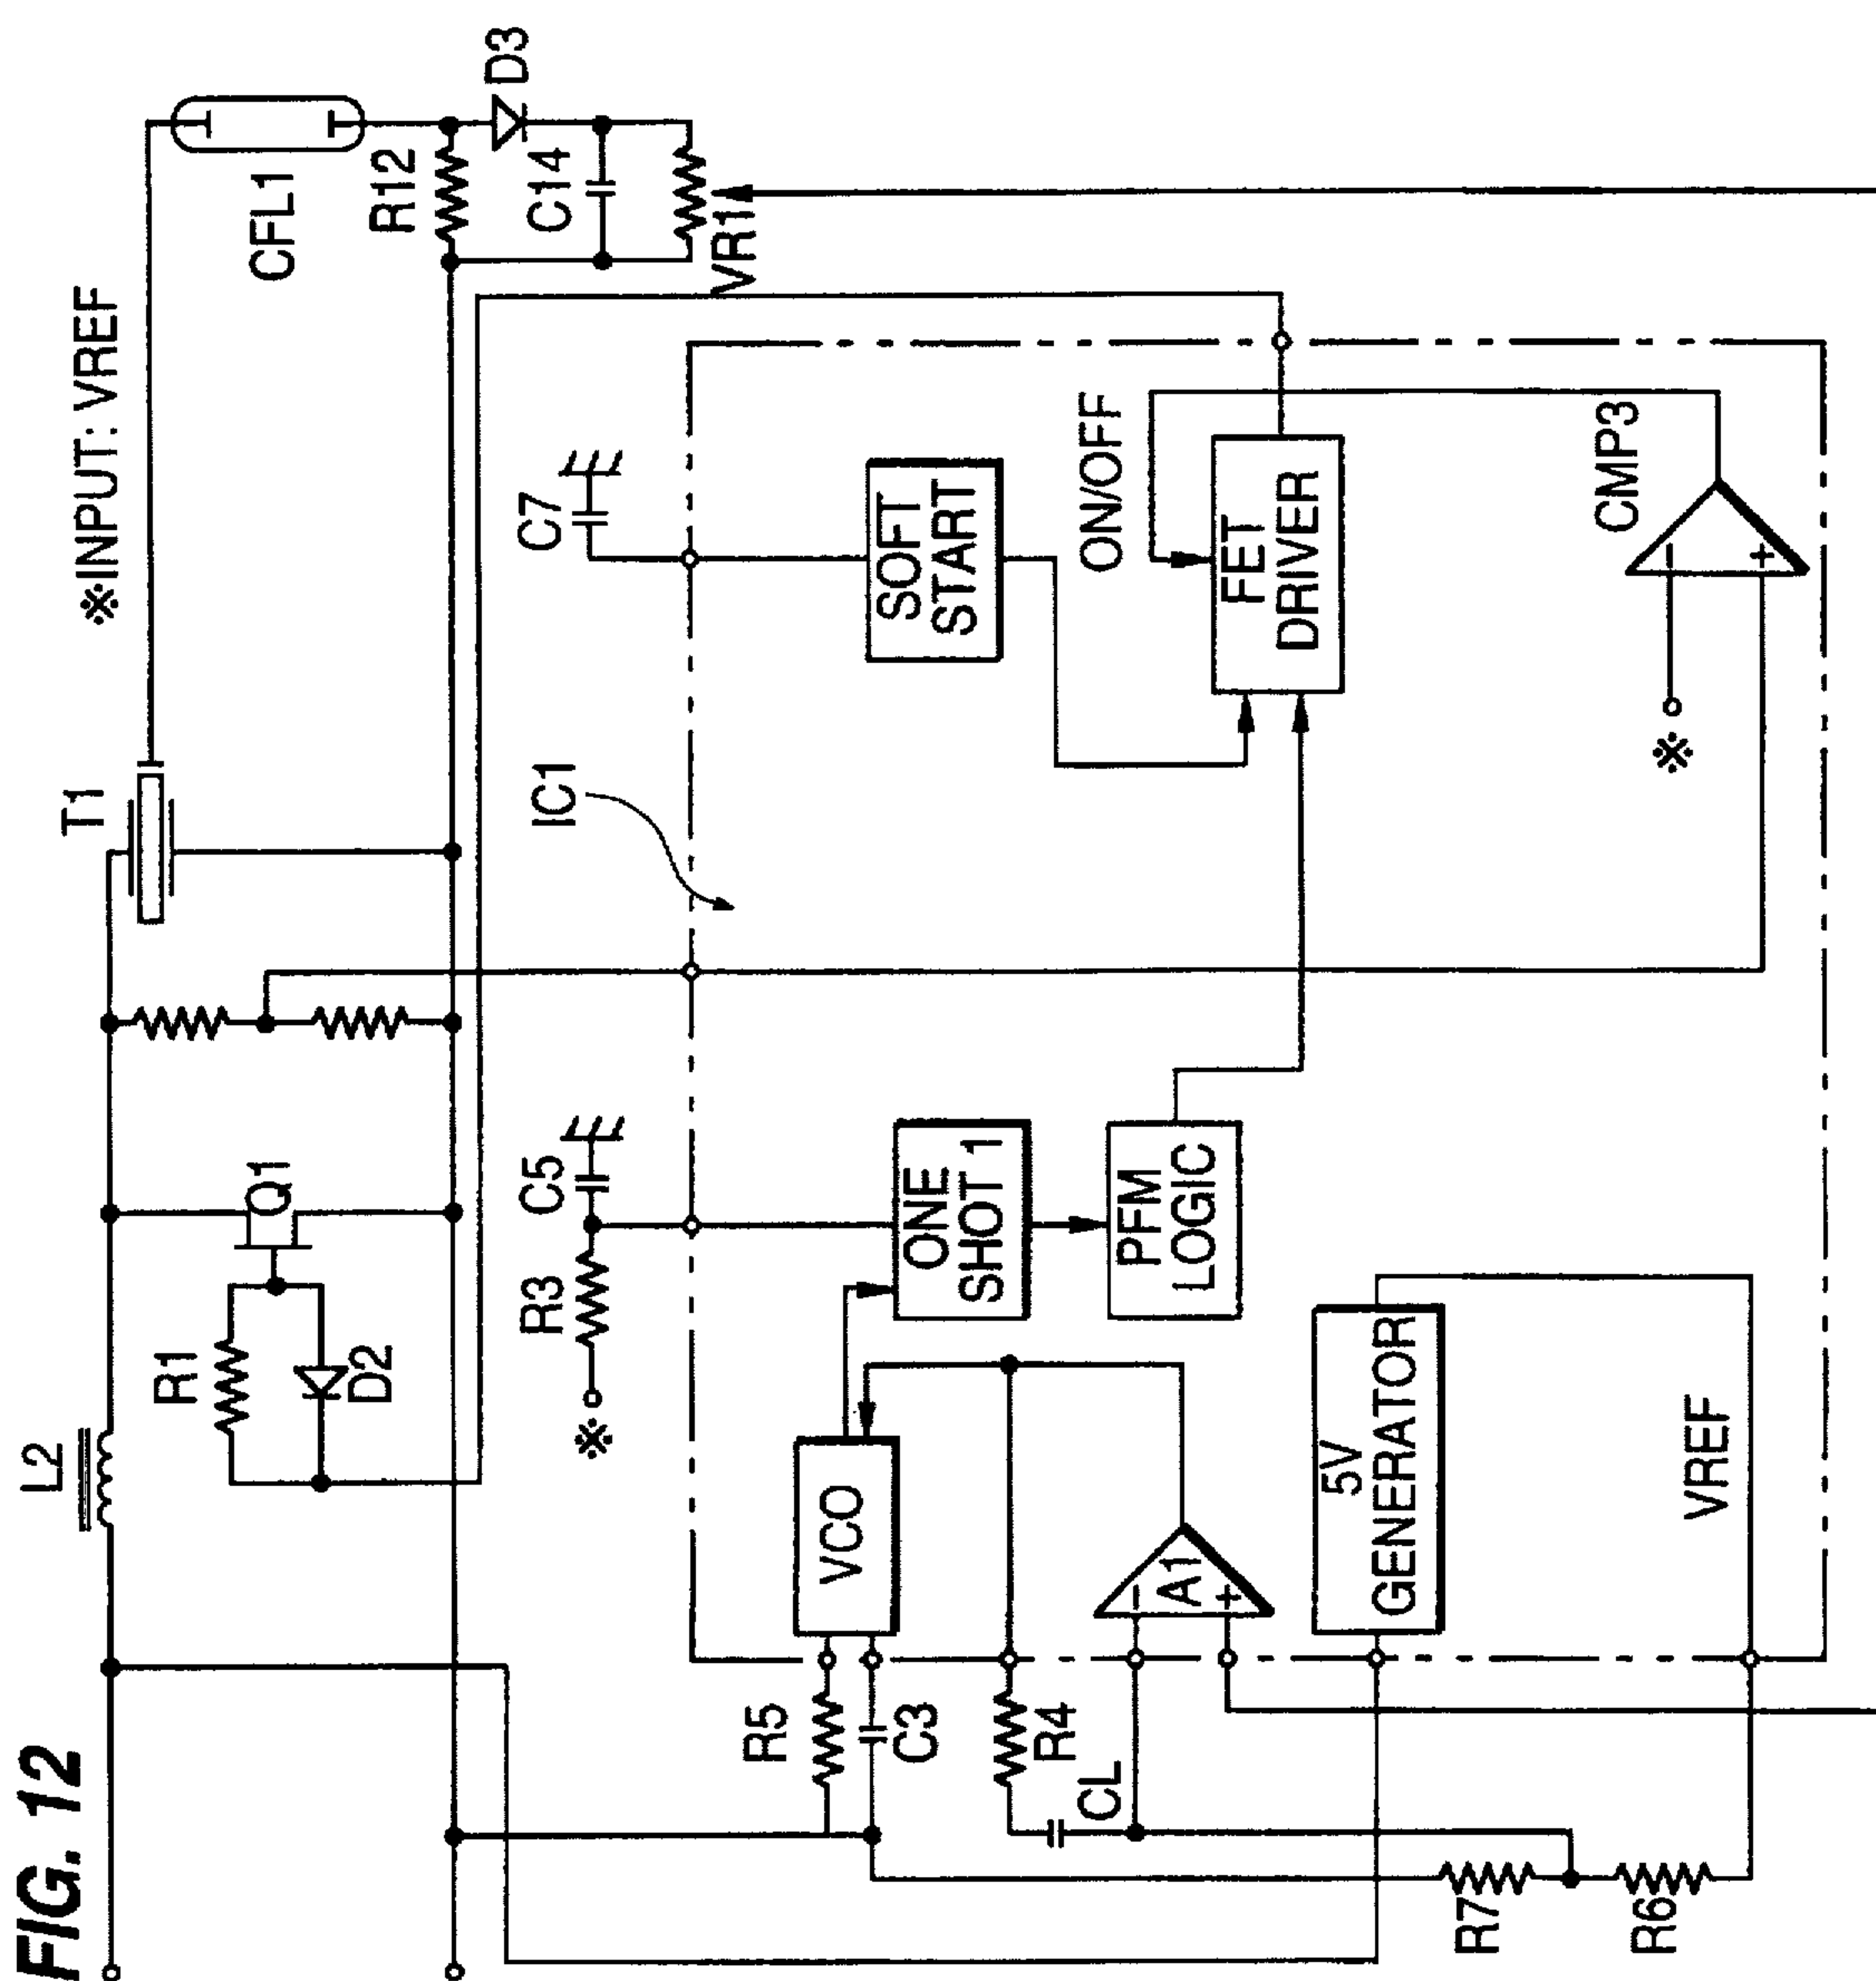 FIG. 12
※INPUT: VREF
L2
T1
CFL1
D3
R12
C14
VR1
R1
D2
Q1
R3
C5
C7
※
IC1
R5
C3
VCO
ONE
SHOT 1
SOFT
START
R4
CL
A1
−
+
PFM
LOGIC
ON/OFF
FET
DRIVER
5V
GENERATOR
CMP3
−
+
※
VREF
R7
R6